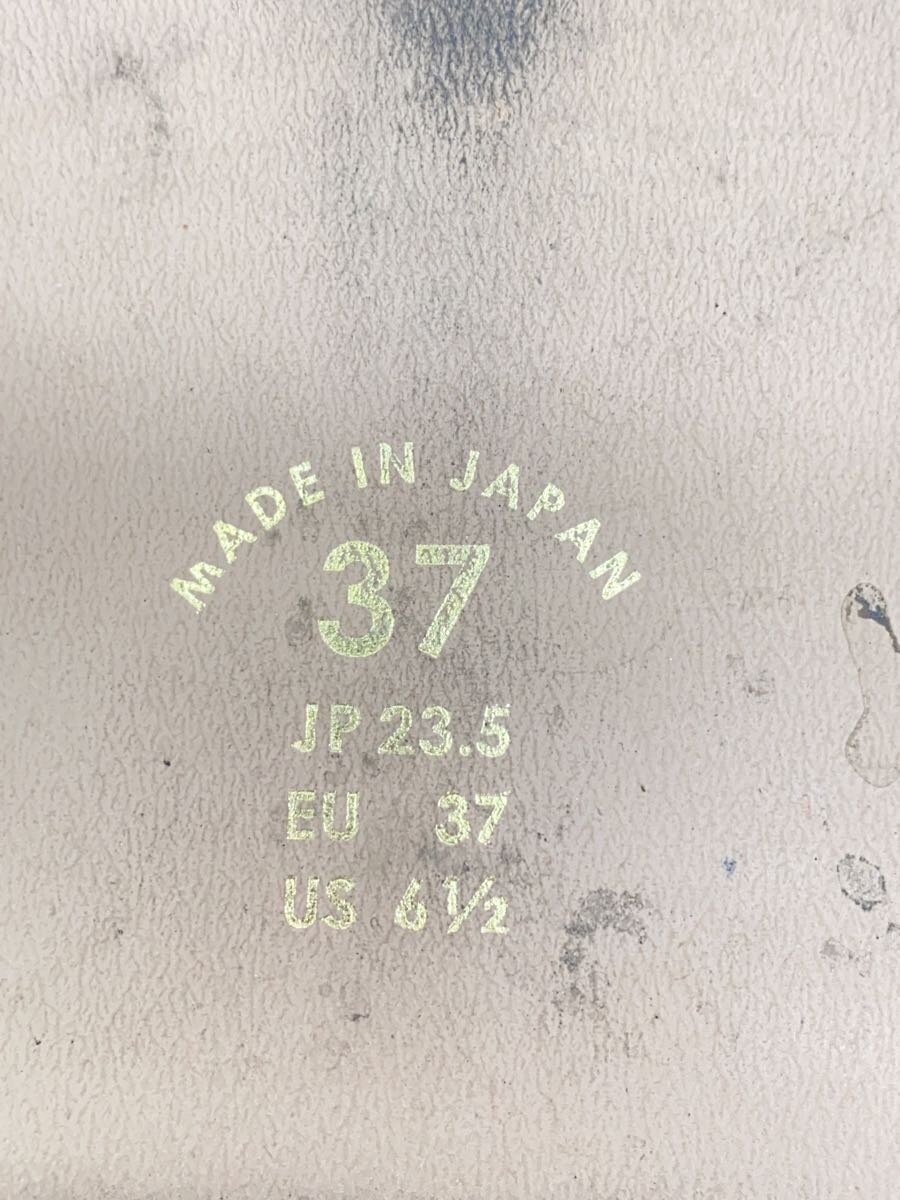 MADE IN JAPAN
37
JP 23.5
EU 37
US 6½